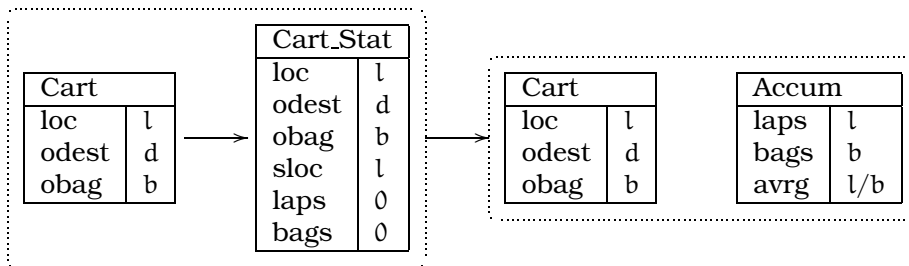 Cart
loc l
odest d
obag b
Cart_Stat
loc l
odest d
obag b
sloc l
laps 0
bags 0
Cart
loc l
odest d
obag b
Accum
laps l
bags b
avrg l/b